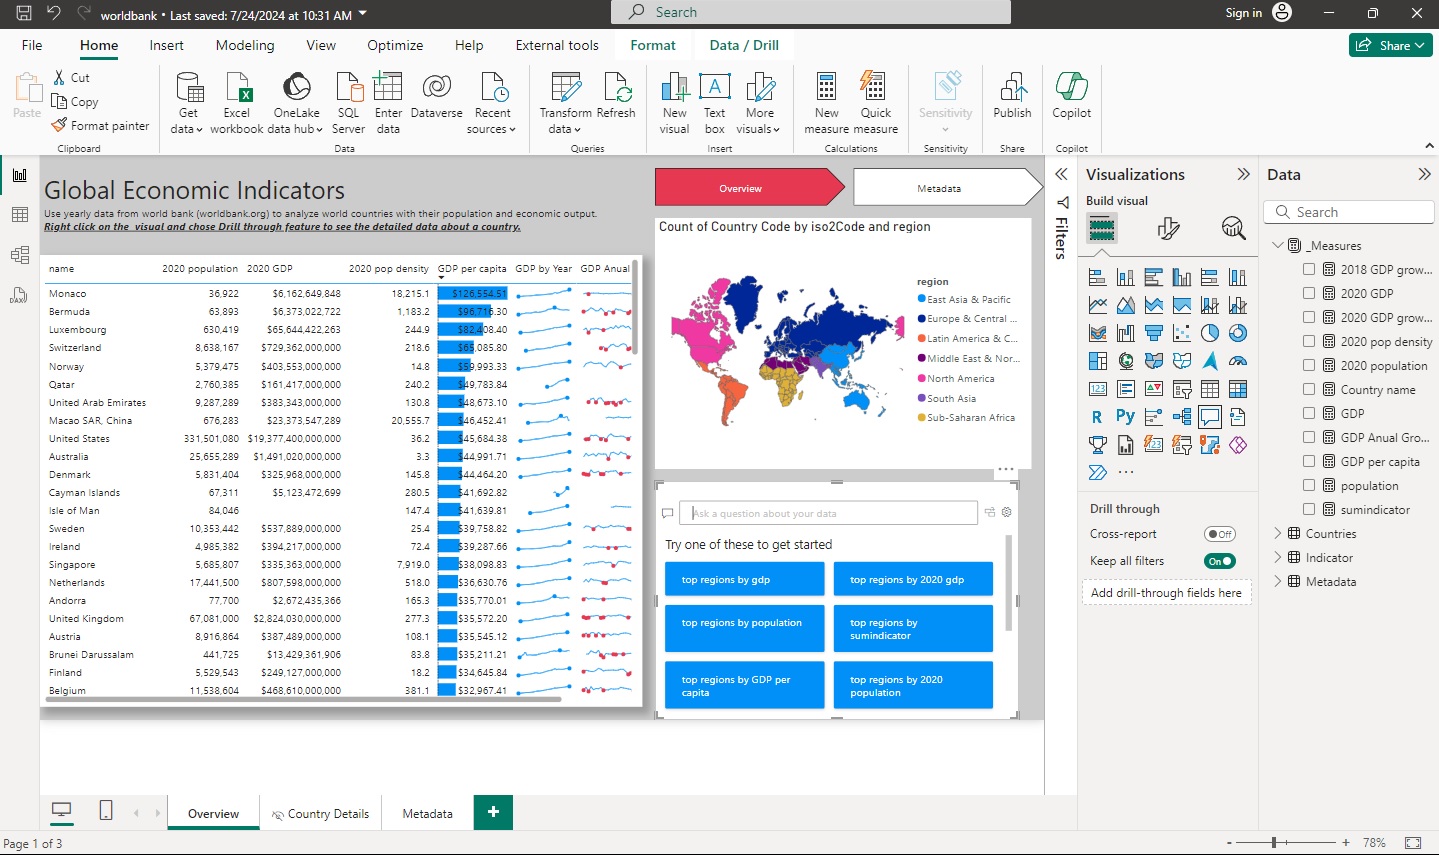 worldbank • Last saved: 7/24/2024 at 10:31 AM
Search
Sign in
File Home Insert Modeling View Optimize Help External tools Format Data / Drill
Share
Paste
Cut
Copy
Format painter
Clipboard
Get data
Excel workbook
OneLake data hub
SQL Server
Enter data
Dataverse
Recent sources
Data
Transform data
Refresh
Queries
New visual
Text box
More visuals
Insert
New measure
Quick measure
Calculations
Sensitivity
Sensitivity
Publish
Share
Copilot
Copilot
Global Economic Indicators
Use yearly data from world bank (worldbank.org) to analyze world countries with their population and economic output.
Right click on the visual and chose Drill through feature to see the detailed data about a country.
Overview
Metadata
name 2020 population 2020 GDP 2020 pop density GDP per capita GDP by Year GDP Anual
Monaco 36,922 $6,162,649,848 18,215.1 $126,554.51
Bermuda 63,893 $6,373,022,722 1,183.2 $96,716.30
Luxembourg 630,419 $65,644,422,263 244.9 $82,408.40
Switzerland 8,638,167 $729,362,000,000 218.6 $65,085.80
Norway 5,379,475 $403,553,000,000 14.8 $59,993.33
Qatar 2,760,385 $161,417,000,000 240.2 $49,783.84
United Arab Emirates 9,287,289 $383,343,000,000 130.8 $48,673.10
Macao SAR, China 676,283 $23,373,547,289 20,555.7 $46,452.41
United States 331,501,080 $19,377,400,000,000 36.2 $45,684.38
Australia 25,655,289 $1,491,020,000,000 3.3 $44,991.71
Denmark 5,831,404 $325,968,000,000 145.8 $44,464.20
Cayman Islands 67,311 $5,123,472,699 280.5 $41,692.82
Isle of Man 84,046 147.4 $41,639.81
Sweden 10,353,442 $537,889,000,000 25.4 $39,758.82
Ireland 4,985,382 $394,217,000,000 72.4 $39,287.66
Singapore 5,685,807 $335,363,000,000 7,919.0 $38,098.83
Netherlands 17,441,500 $807,598,000,000 518.0 $36,630.76
Andorra 77,700 $2,672,435,366 165.3 $35,770.01
United Kingdom 67,081,000 $2,824,030,000,000 277.3 $35,572.20
Austria 8,916,864 $387,489,000,000 108.1 $35,545.12
Brunei Darussalam 441,725 $13,429,361,906 83.8 $35,211.21
Finland 5,529,543 $249,127,000,000 18.2 $34,645.84
Belgium 11,538,604 $468,610,000,000 381.1 $32,967.41
Count of Country Code by iso2Code and region
region
East Asia & Pacific
Europe & Central ...
Latin America & C...
Middle East & Nor...
North America
South Asia
Sub-Saharan Africa
Ask a question about your data
Try one of these to get started
top regions by gdp
top regions by 2020 gdp
top regions by population
top regions by
sumindicator
top regions by GDP per
capita
top regions by 2020
population
Filters
Visualizations
Build visual
123
R
Py
123
Drill through
Cross-report Off
Keep all filters On
Add drill-through fields here
Data
Search
_Measures
2018 GDP grow...
2020 GDP
2020 GDP grow...
2020 pop density
2020 population
Country name
GDP
GDP Anual Gro...
GDP per capita
population
sumindicator
Countries
Indicator
Metadata
DAX
Overview
Country Details
Metadata
+
Page 1 of 3
- + 78%